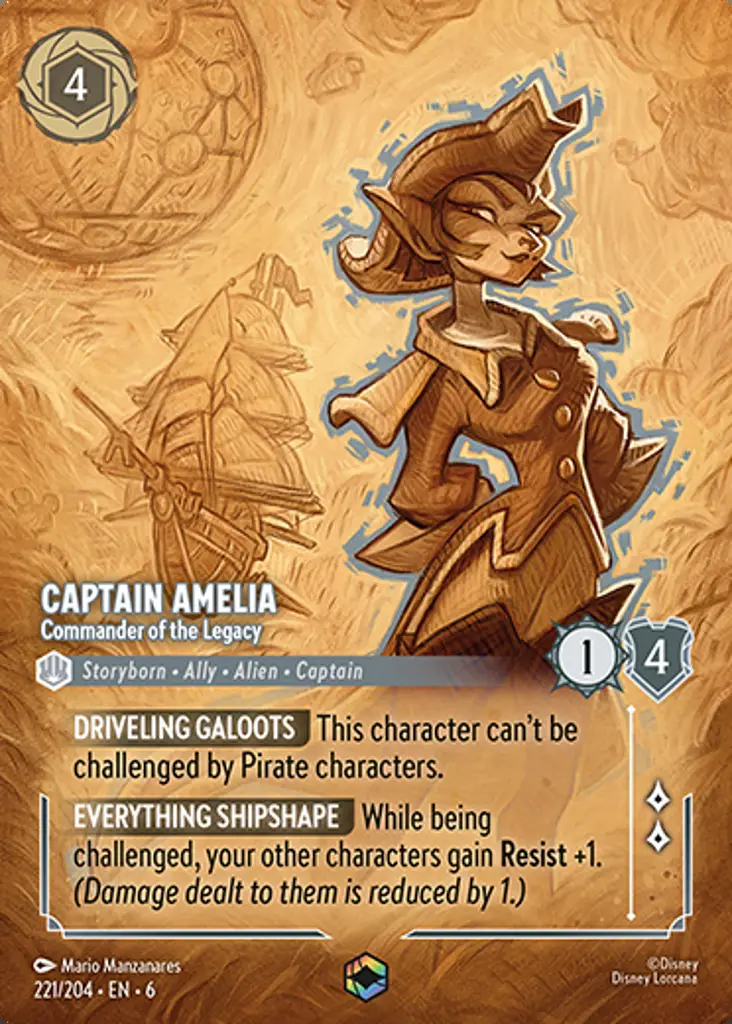 4
CAPTAIN AMELIA
Commander of the Legacy
Storyborn • Ally • Alien • Captain
1
4
DRIVELING GALOOTS This character can't be
challenged by Pirate characters.
EVERYTHING SHIPSHAPE While being
challenged, your other characters gain Resist +1.
(Damage dealt to them is reduced by 1.)
Mario Manzanares
221/204 • EN • 6
©Disney
Disney Lorcana